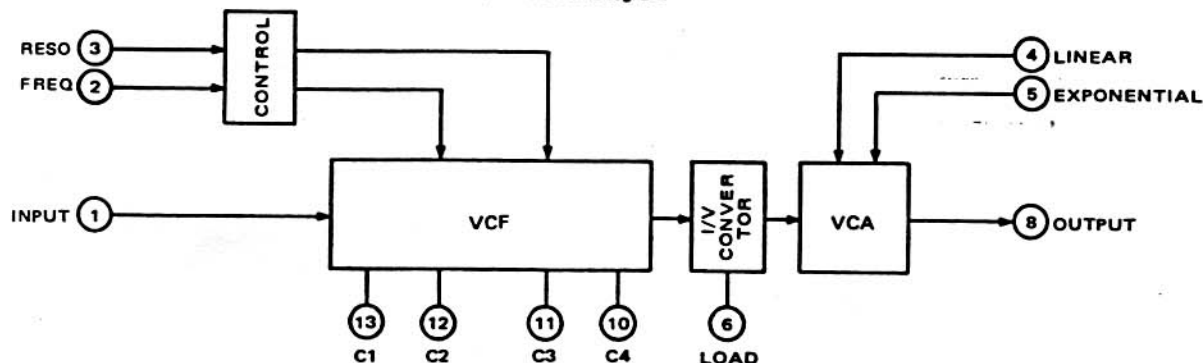 RESO 3
FREQ 2
CONTROL
4 LINEAR
5 EXPONENTIAL
INPUT 1
VCF
I/V
CONVER
TOR
VCA
8 OUTPUT
13 12 11 10 6
C1 C2 C3 C4 LOAD